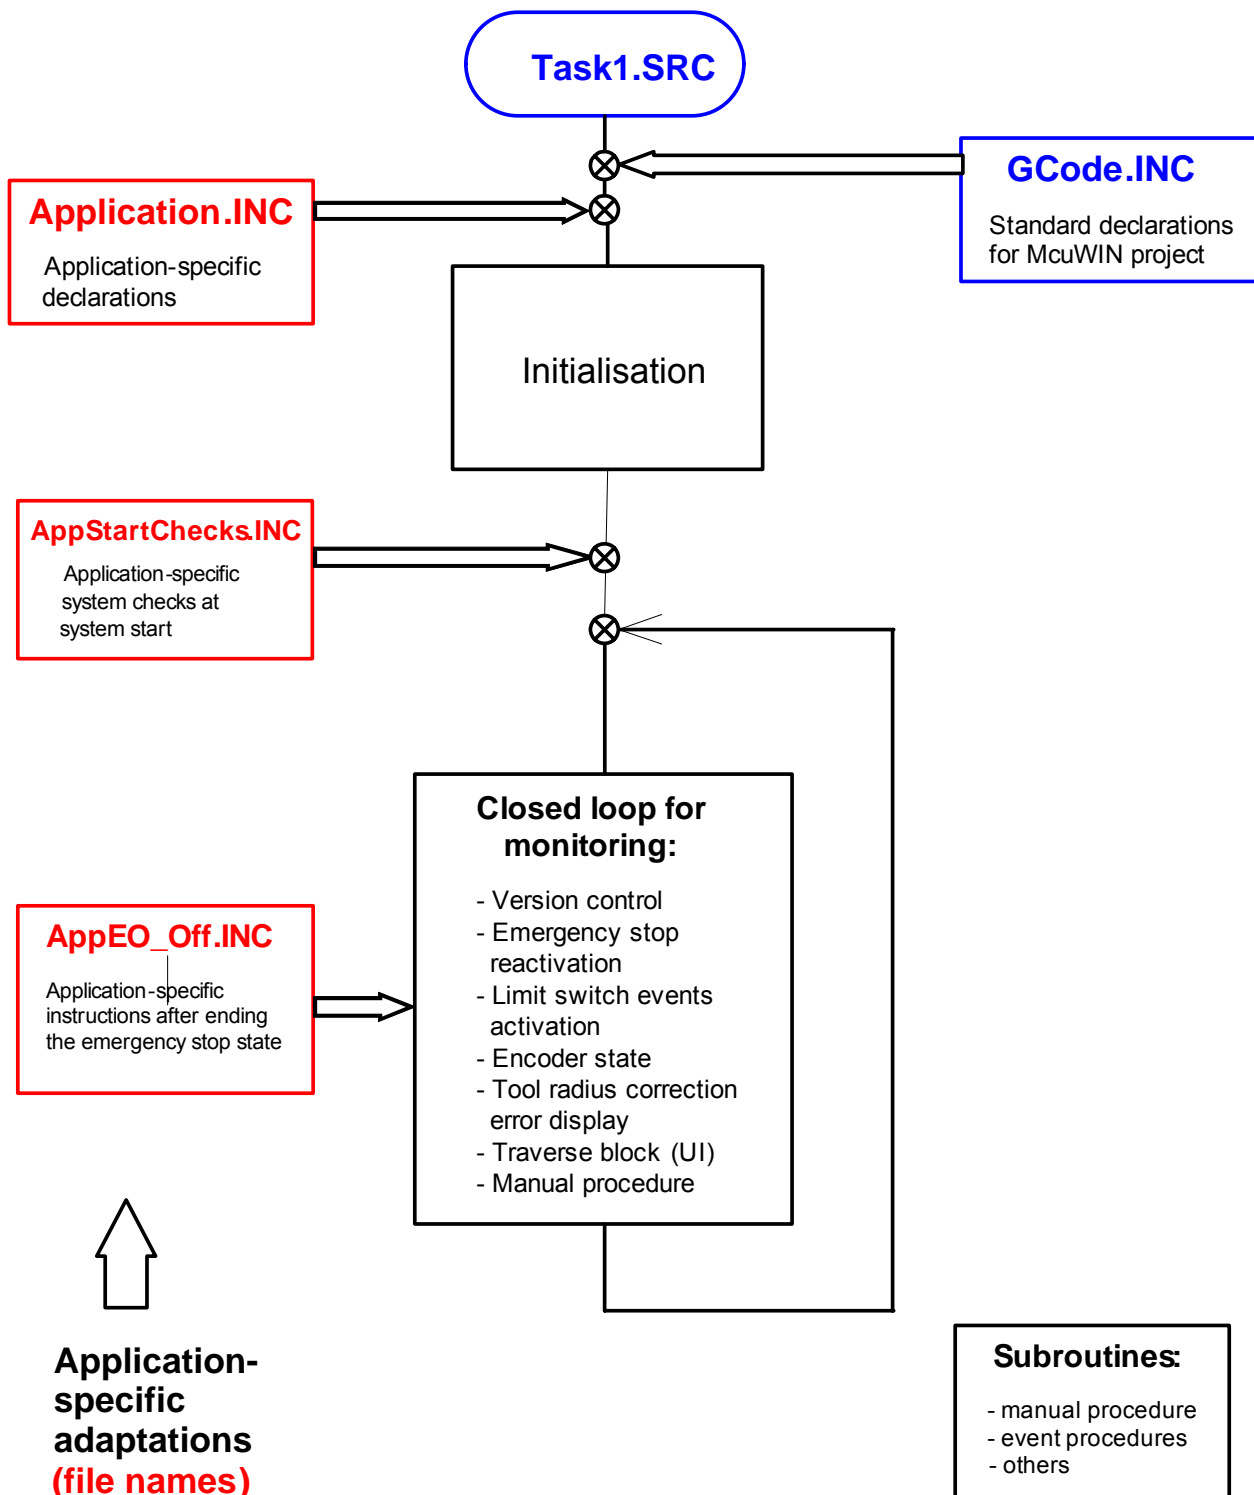 Task1.SRC
GCode.INC
Standard declarations
for McuWIN project
Application.INC
Application-specific
declarations
Initialisation
AppStartChecks.INC
Application-specific
system checks at
system start
Closed loop for
monitoring:
- Version control
- Emergency stop
reactivation
- Limit switch events
activation
- Encoder state
- Tool radius correction
error display
- Traverse block (UI)
- Manual procedure
AppEO_Off.INC
Application-specific
instructions after ending
the emergency stop state
Application-
specific
adaptations
(file names)
Subroutines:
- manual procedure
- event procedures
- others